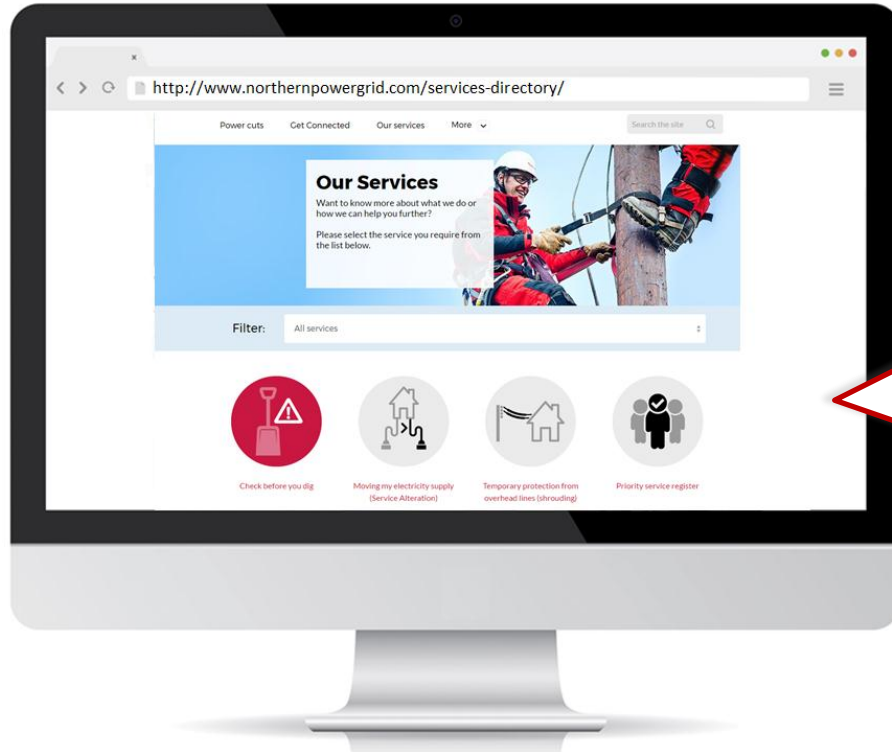 http://www.northernpowergrid.com/services-directory/
Power cuts Get Connected Our services More
Search the site
Our Services
Want to know more about what we do or
how we can help you further?
Please select the service you require from
the list below.
Filter: All services
Check before you dig
Moving my electricity supply
(Service Alteration)
Temporary protection from
overhead lines (shrouding)
Priority service register